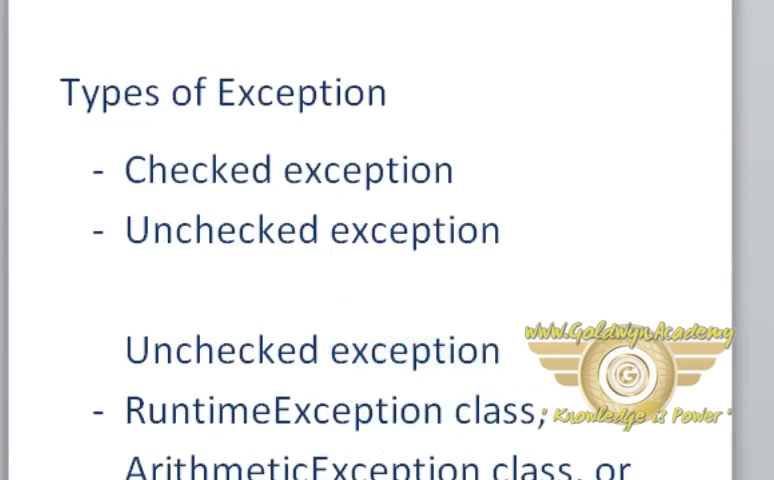 Types of Exception
- Checked exception
- Unchecked exception
Unchecked exception
- RuntimeException class,
ArithmeticException class, or
www.GoldwynAcademy
G
"Knowledge is Power"